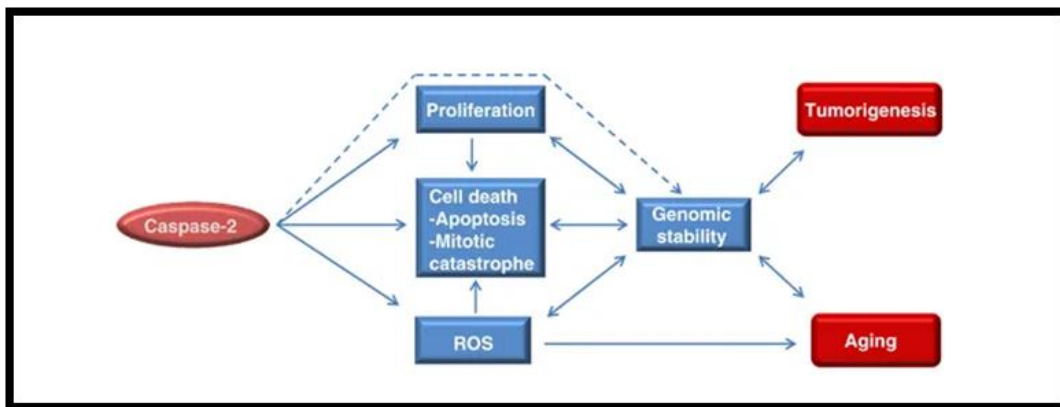 Proliferation
Tumorigenesis
Cell death
-Apoptosis
-Mitotic
catastrophe
Caspase-2
Genomic
stability
ROS
Aging